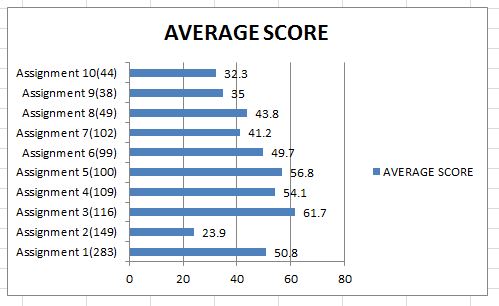 AVERAGE SCORE
Assignment 10(44) 32.3
Assignment 9(38) 35
Assignment 8(49) 43.8
Assignment 7(102) 41.2
Assignment 6(99) 49.7
Assignment 5(100) 56.8
Assignment 4(109) 54.1
Assignment 3(116) 61.7
Assignment 2(149) 23.9
Assignment 1(283) 50.8
0 20 40 60 80
AVERAGE SCORE